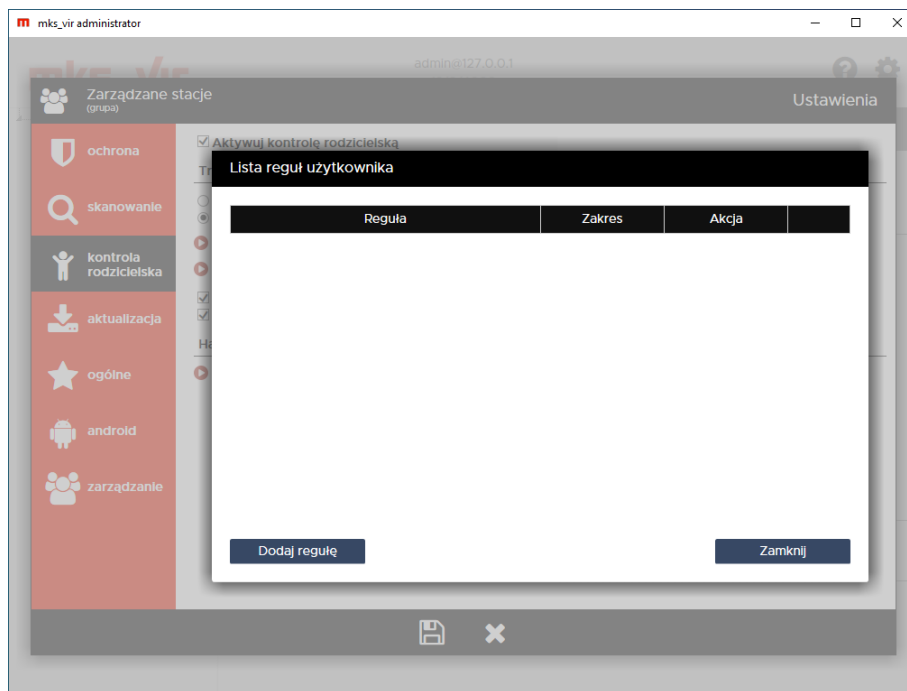 mks_vir administrator
mks_vir
admin@127.0.0.1
Zarządzane stacje
(grupa)
Ustawienia
ochrona
skanowanie
kontrola
rodzicielska
aktualizacja
ogólne
android
zarządzanie
Aktywuj kontrolę rodzicielską
Lista reguł użytkownika
Reguła Zakres Akcja
Dodaj regułę
Zamknij